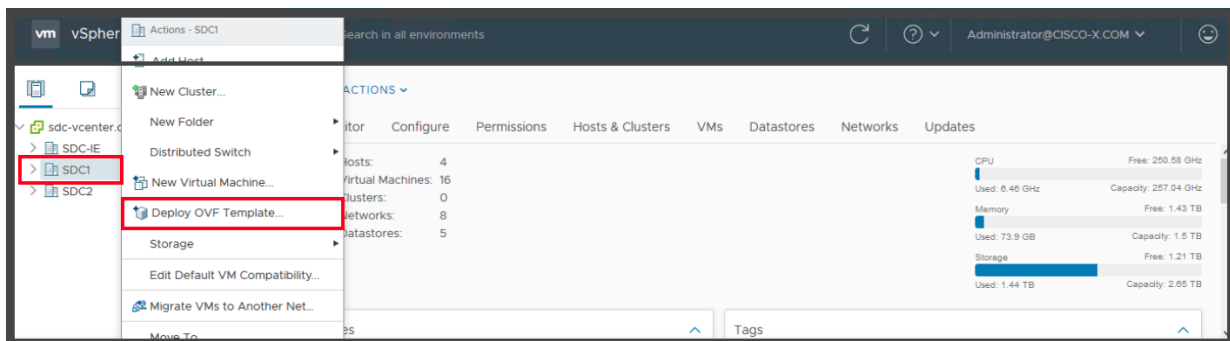 vm vSpher
Actions - SDC1
Search in all environments
Administrator@CISCO-X.COM
Add Host
New Cluster...
ACTIONS
sdc-vcenter.c
New Folder
itor Configure Permissions Hosts & Clusters VMs Datastores Networks Updates
SDC-IE
SDC1
SDC2
Distributed Switch
New Virtual Machine...
Deploy OVF Template...
Storage
Edit Default VM Compatibility...
Migrate VMs to Another Net...
Move To
Hosts: 4
Virtual Machines: 16
Clusters: 0
Networks: 8
Datastores: 5
CPU Free: 250.58 GHz
Used: 6.46 GHz Capacity: 257.04 GHz
Memory Free: 1.43 TB
Used: 73.9 GB Capacity: 1.5 TB
Storage Free: 1.21 TB
Used: 1.44 TB Capacity: 2.65 TB
es
Tags